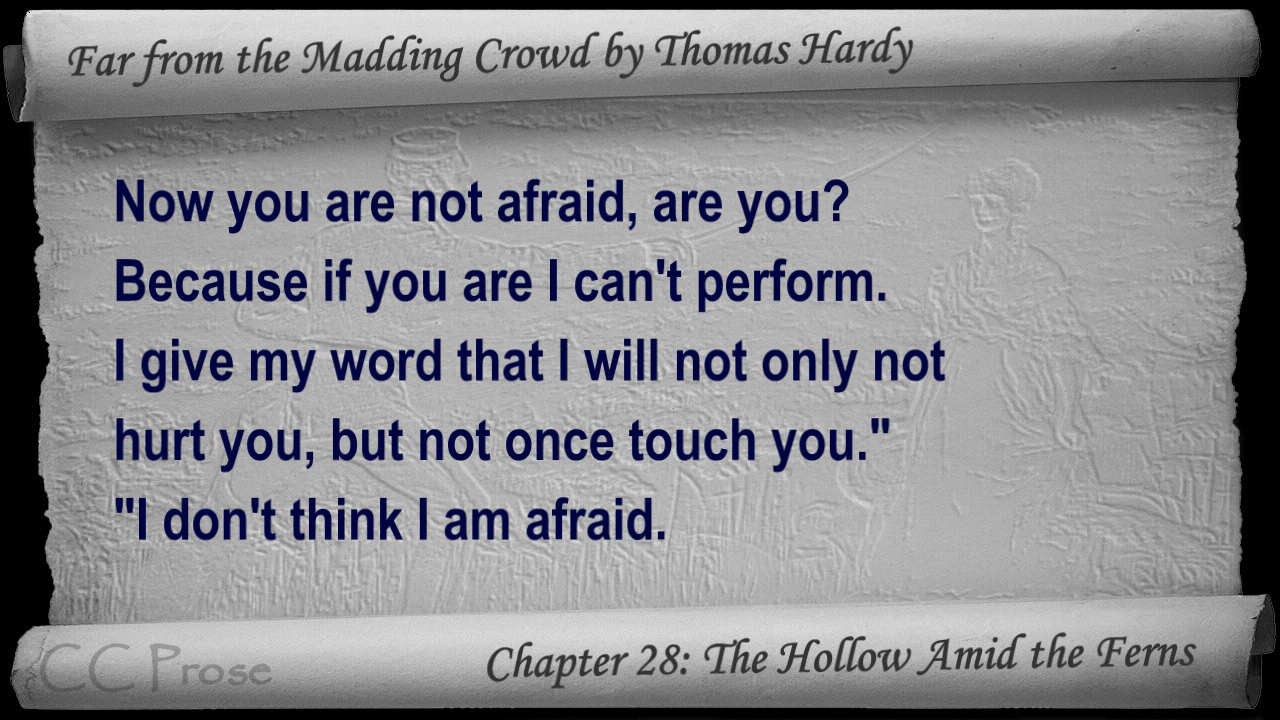 Far from the Madding Crowd by Thomas Hardy
Now you are not afraid, are you?
Because if you are I can't perform.
I give my word that I will not only not
hurt you, but not once touch you."
"I don't think I am afraid.
CC Prose
Chapter 28: The Hollow Amid the Ferns